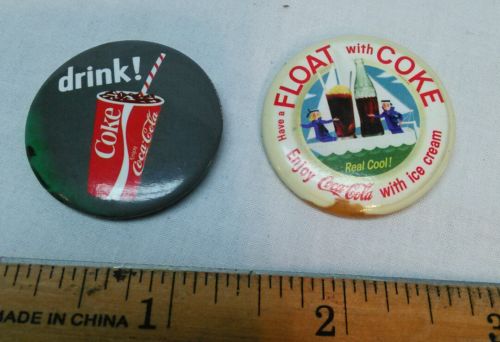 drink!
Coke
enjoy
Coca-Cola
Have a FLOAT with COKE
Real Cool!
Enjoy Coca-Cola with ice cream
1 2 3
MADE IN CHINA